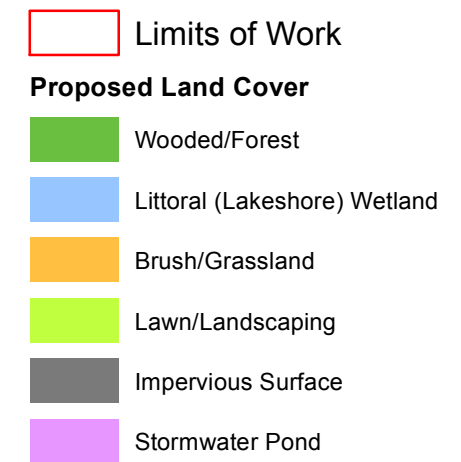 Limits of Work
Proposed Land Cover
Wooded/Forest
Littoral (Lakeshore) Wetland
Brush/Grassland
Lawn/Landscaping
Impervious Surface
Stormwater Pond